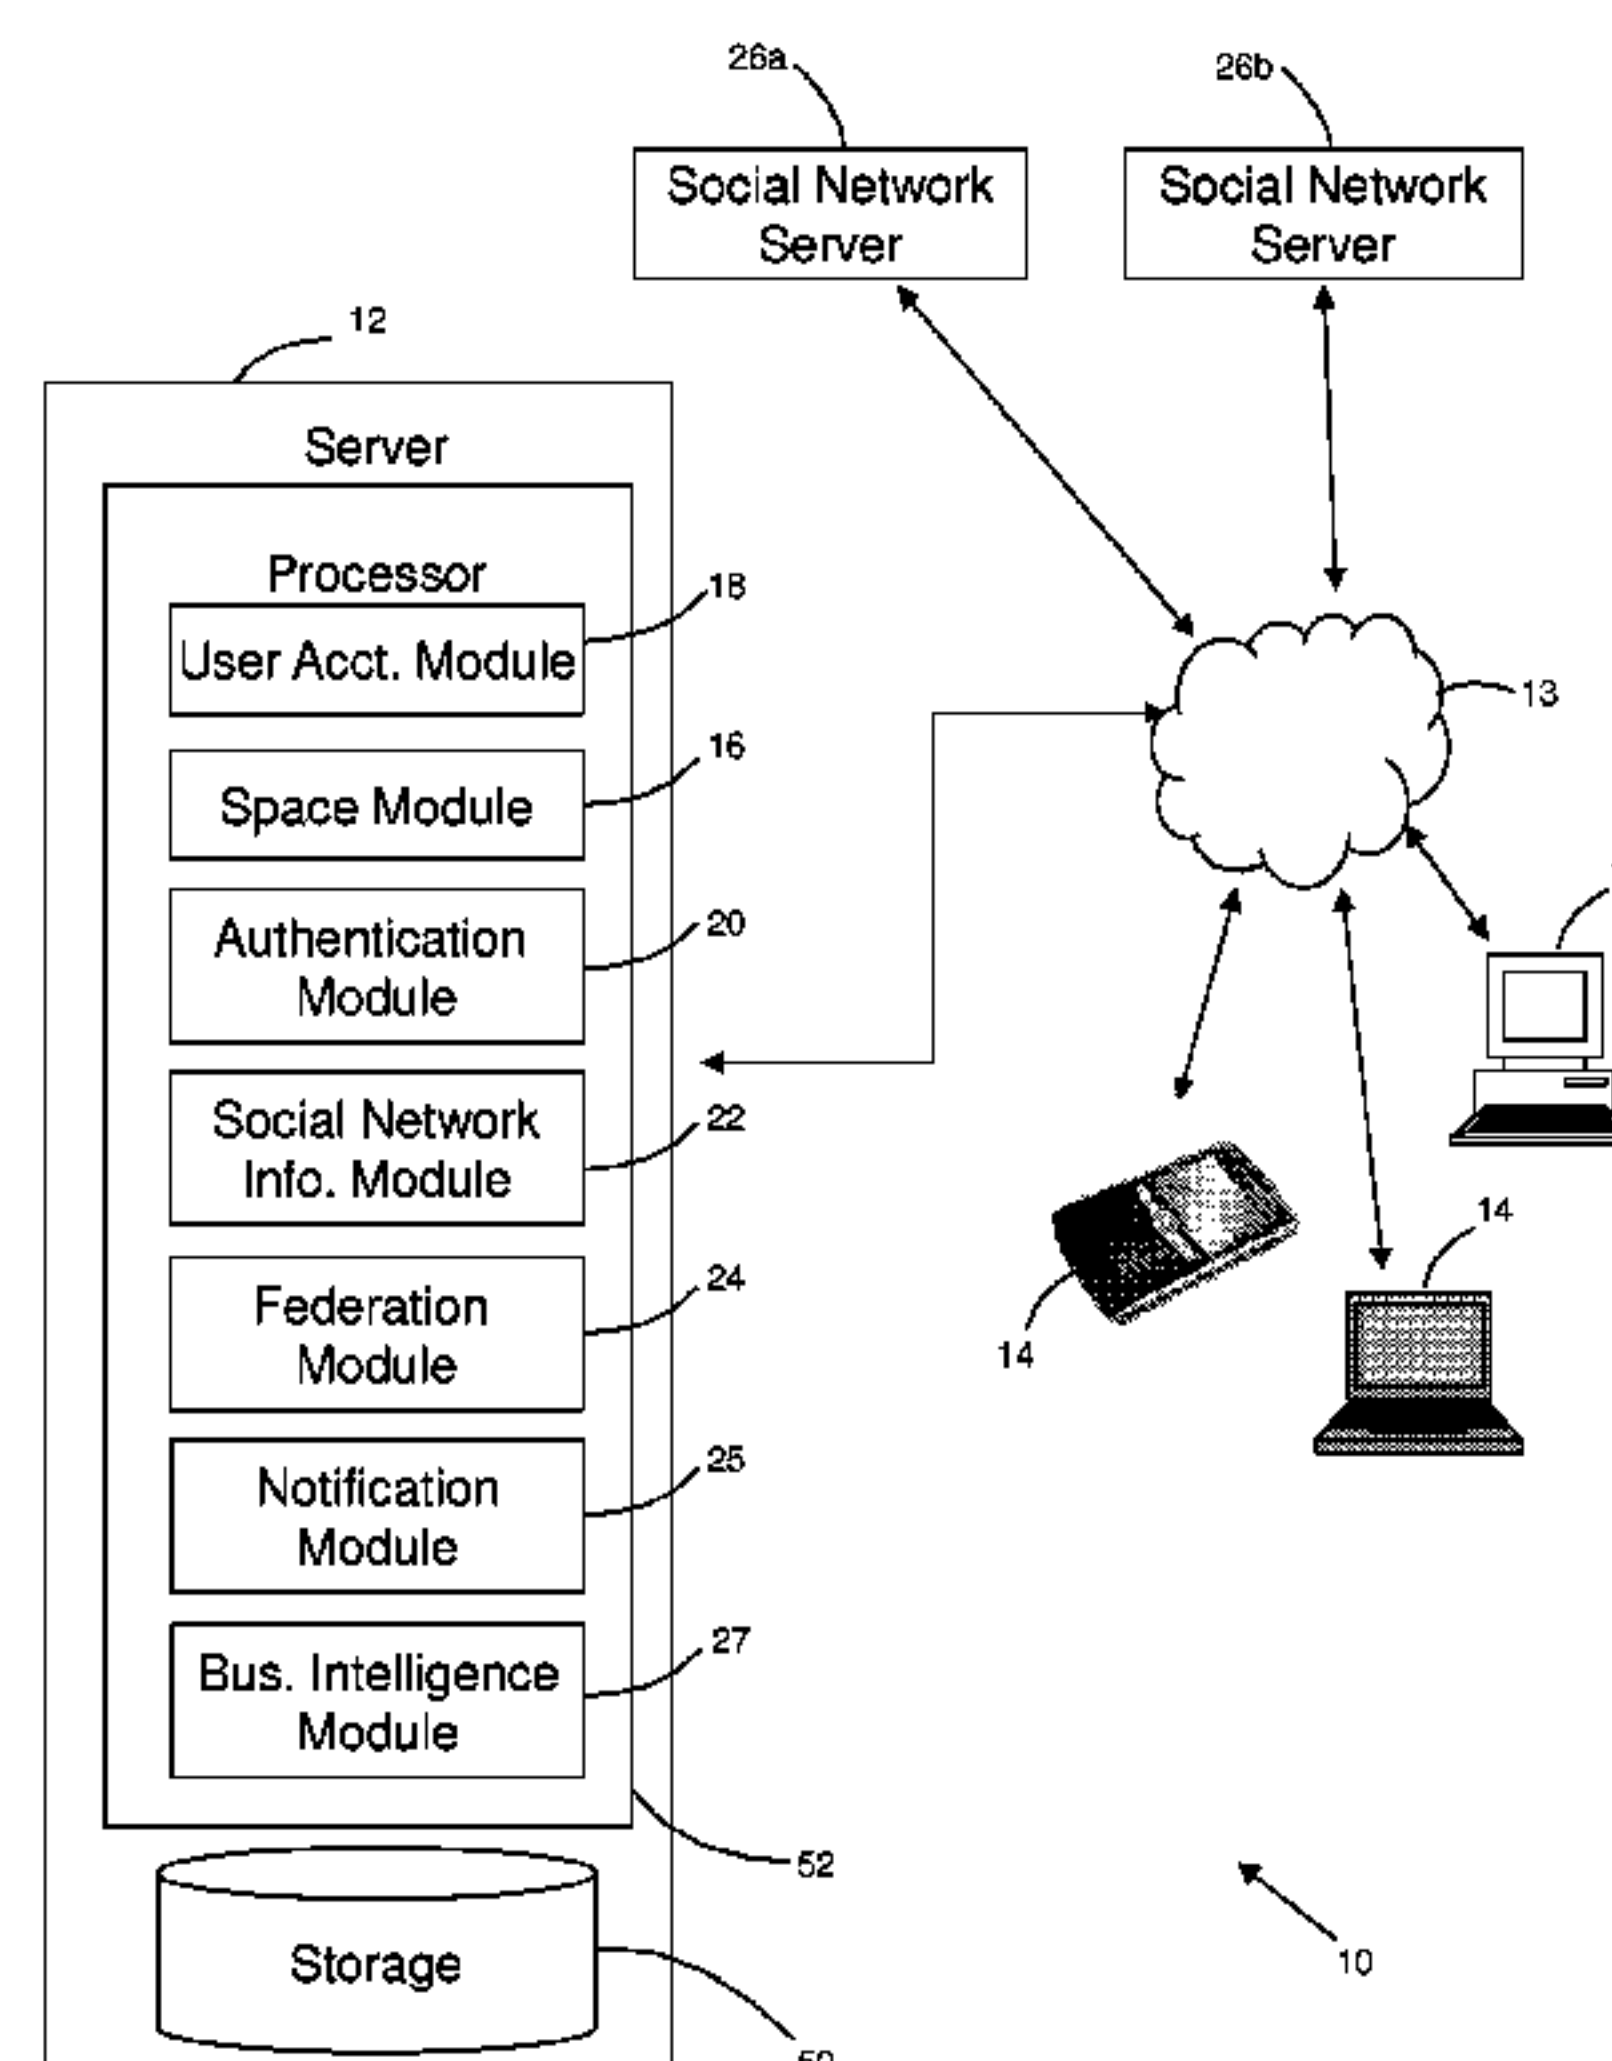 26a
26b
Social Network
Server
Social Network
Server
12
Server
Processor
18
User Acct. Module
13
16
Space Module
20
Authentication
Module
22
Social Network
Info. Module
14
24
Federation
Module
14
25
Notification
Module
27
Bus. Intelligence
Module
52
Storage
10